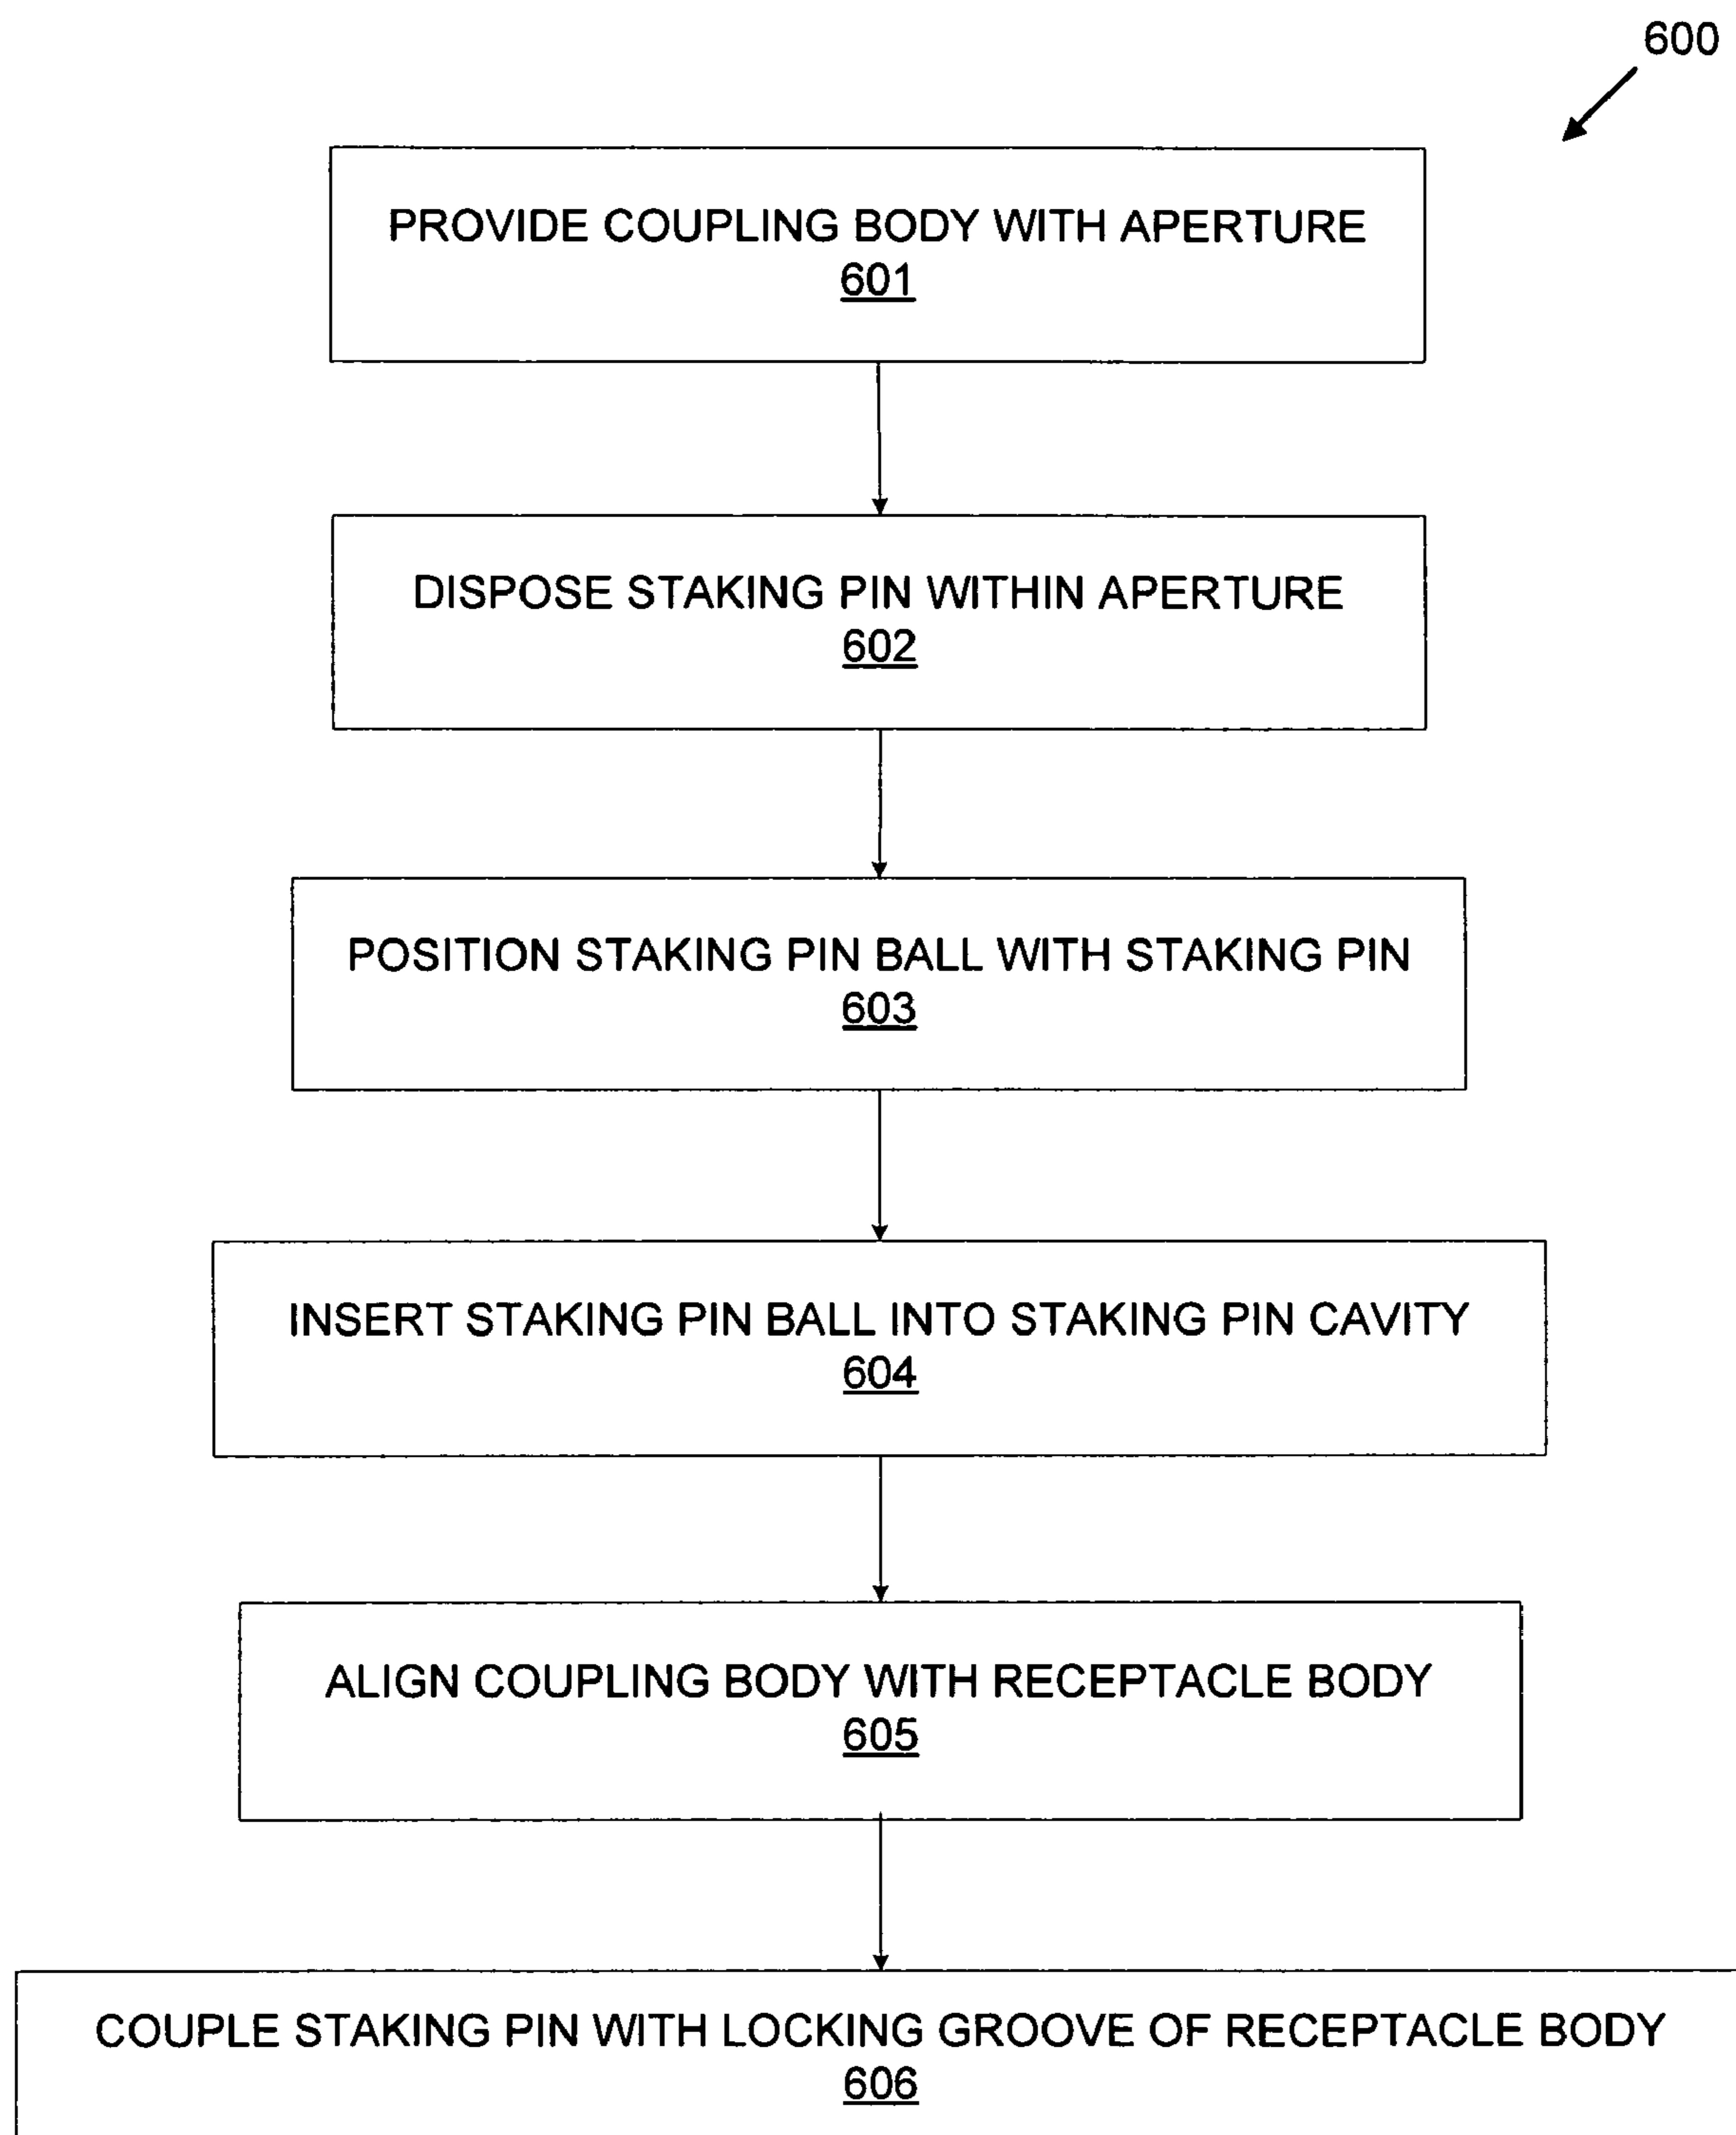 600
PROVIDE COUPLING BODY WITH APERTURE
601
DISPOSE STAKING PIN WITHIN APERTURE
602
POSITION STAKING PIN BALL WITH STAKING PIN
603
INSERT STAKING PIN BALL INTO STAKING PIN CAVITY
604
ALIGN COUPLING BODY WITH RECEPTACLE BODY
605
COUPLE STAKING PIN WITH LOCKING GROOVE OF RECEPTACLE BODY
606